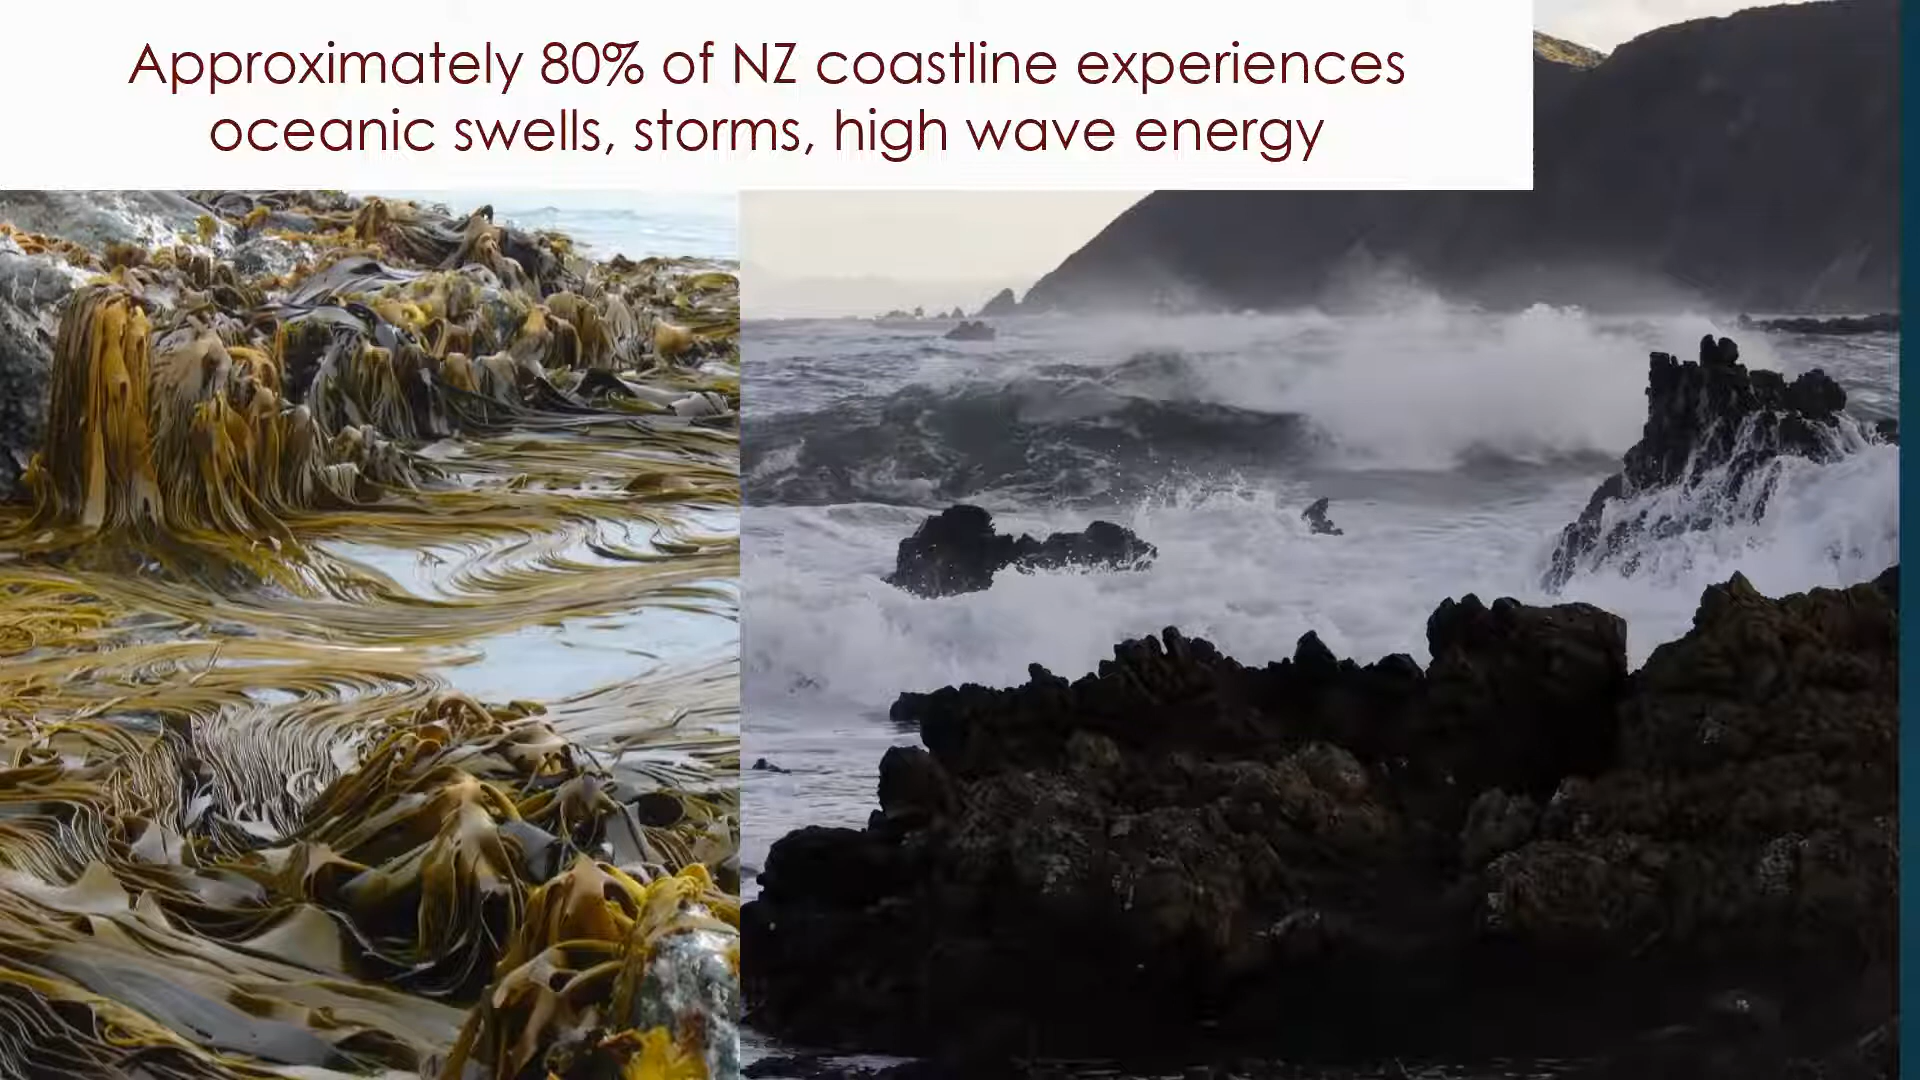 Approximately 80% of NZ coastline experiences
oceanic swells, storms, high wave energy